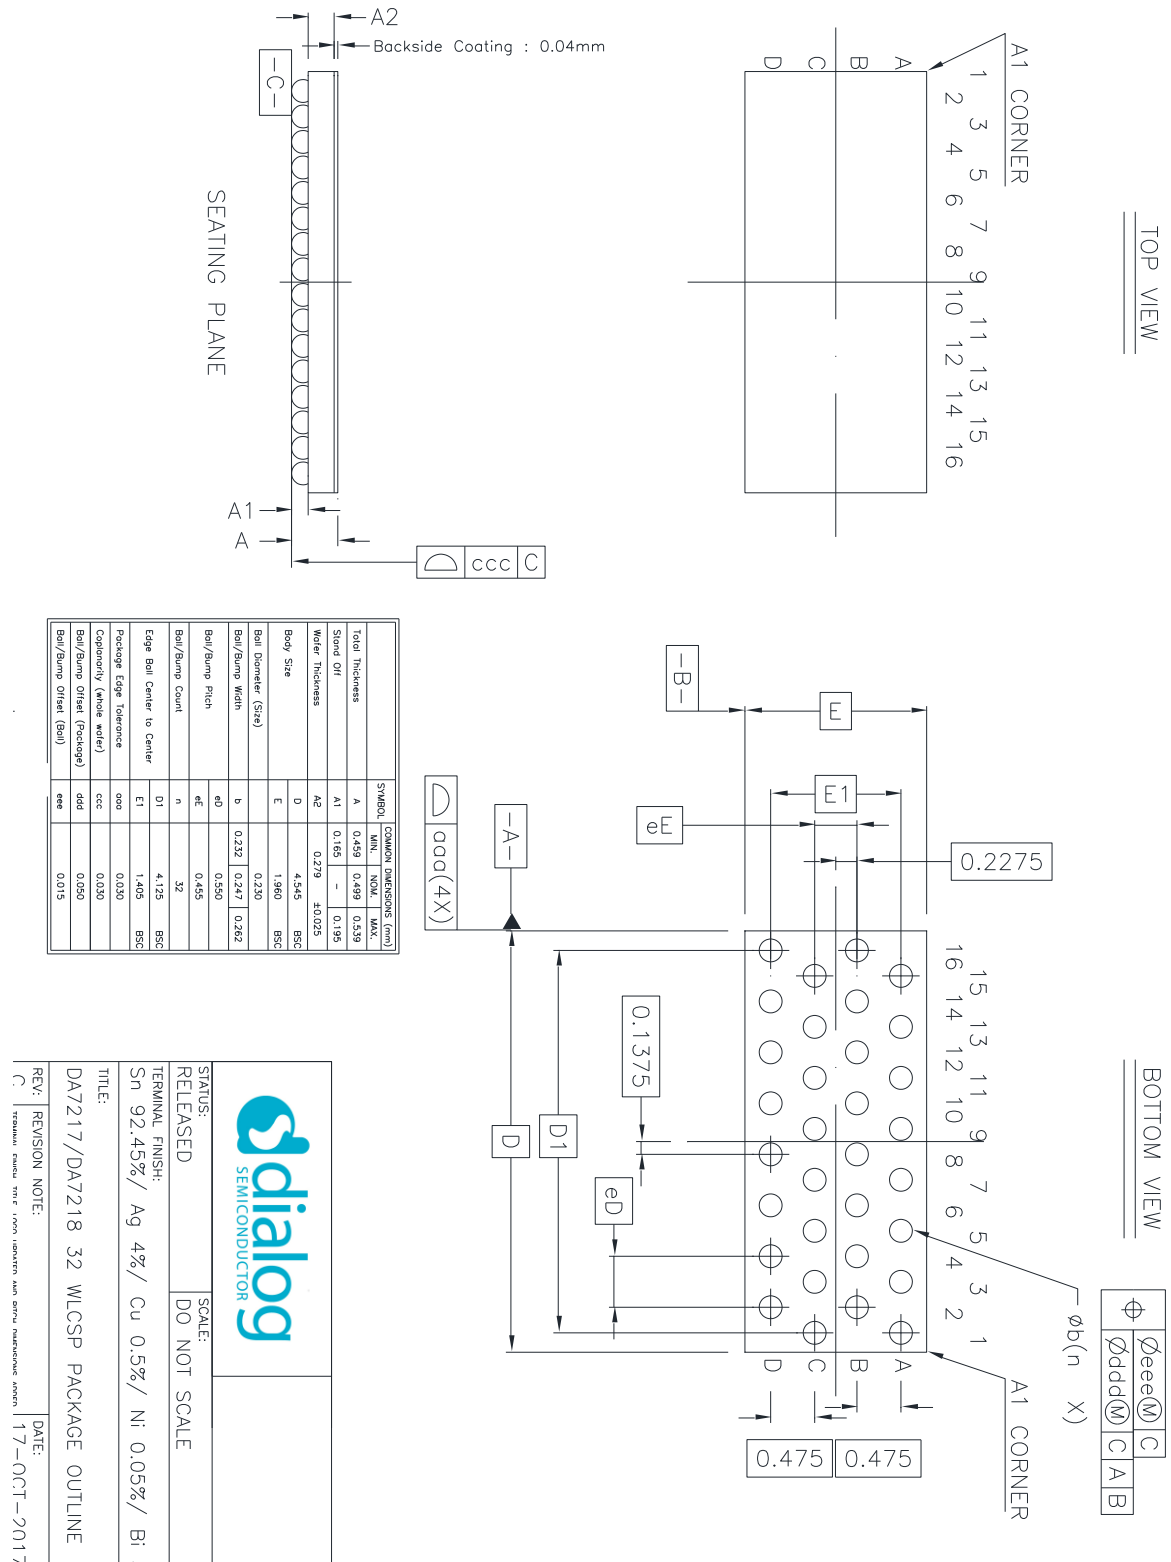 TOP VIEW
A1 CORNER
1 3 5 7 9 11 13 15
2 4 6 8 10 12 14 16
A
B
C
D
A2
Backside Coating : 0.04mm
-C-
SEATING PLANE
A1
A
ccc C
BOTTOM VIEW
Øeee Ⓜ C
Øddd Ⓜ C A B
Øb(n X)
A1 CORNER
15 13 11 9 7 5 3 1
16 14 12 10 8 6 4 2
A
B
C
D
0.2275
E
E1
eE
-B-
-A-
aaa(4X)
0.475
0.475
0.1375
eD
D1
D
SYMBOL COMMON DIMENSIONS (mm)
MIN. NOM. MAX.
Total Thickness A 0.459 0.499 0.539
Stand Off A1 0.165 - 0.195
Wafer Thickness A2 0.279 ±0.025
Body Size D 4.545 BSC
E 1.960 BSC
Ball Diameter (Size) 0.230
Ball/Bump Width b 0.232 0.247 0.262
Ball/Bump Pitch eD 0.550
eE 0.455
Ball/Bump Count n 32
Edge Ball Center to Center D1 4.125 BSC
E1 1.405 BSC
Package Edge Tolerance aaa 0.030
Coplanarity (whole wafer) ccc 0.030
Ball/Bump Offset (Package) ddd 0.050
Ball/Bump Offset (Ball) eee 0.015
dialog
SEMICONDUCTOR
STATUS:
RELEASED
SCALE:
DO NOT SCALE
TERMINAL FINISH:
Sn 92.45%/ Ag 4%/ Cu 0.5%/ Ni 0.05%/ Bi
TITLE:
DA7217/DA7218 32 WLCSP PACKAGE OUTLINE
REV: REVISION NOTE: DATE:
C 17-OCT-2017